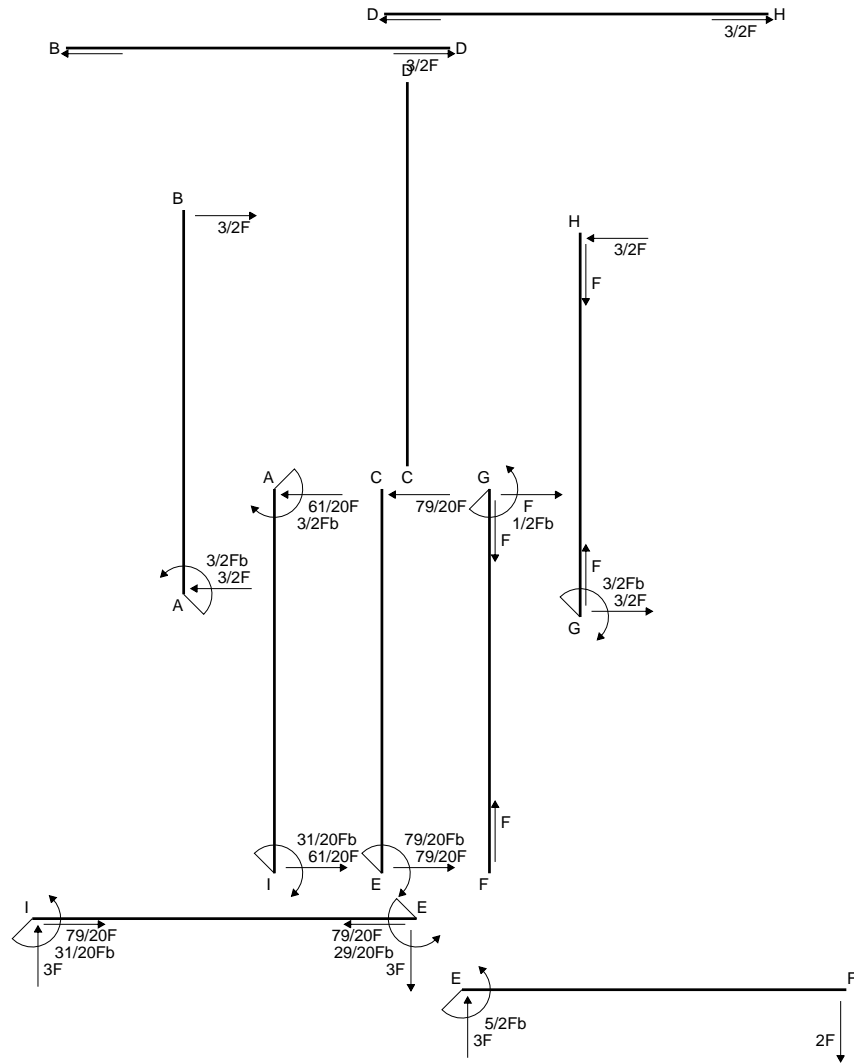 D H
3/2F
B D
3/2F
D
B
3/2F
H
3/2F
F
A C C G
61/20F 79/20F F
3/2Fb 1/2Fb
F
F
3/2Fb
3/2F
A
3/2Fb
3/2F
G
F
31/20Fb 79/20Fb
61/20F 79/20F
I E F
I E
79/20F 79/20F
31/20Fb 29/20Fb
3F 3F
E F
5/2Fb
3F 2F